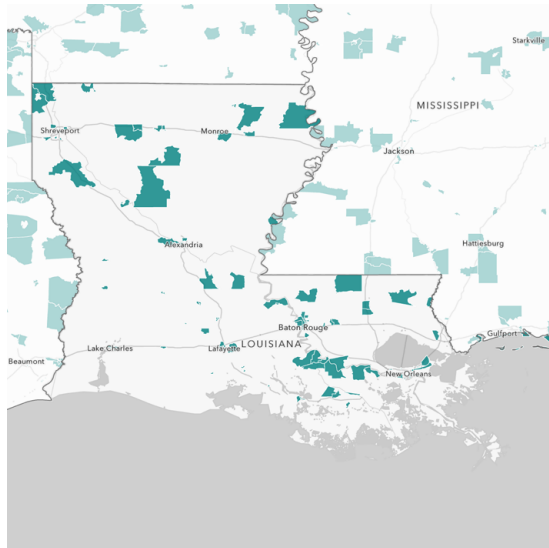 Starkville
MISSISSIPPI
Shreveport
Monroe
Jackson
Alexandria
Hattiesburg
Baton Rouge
Gulfport
Lake Charles
Lafayette
LOUISIANA
Beaumont
New Orleans